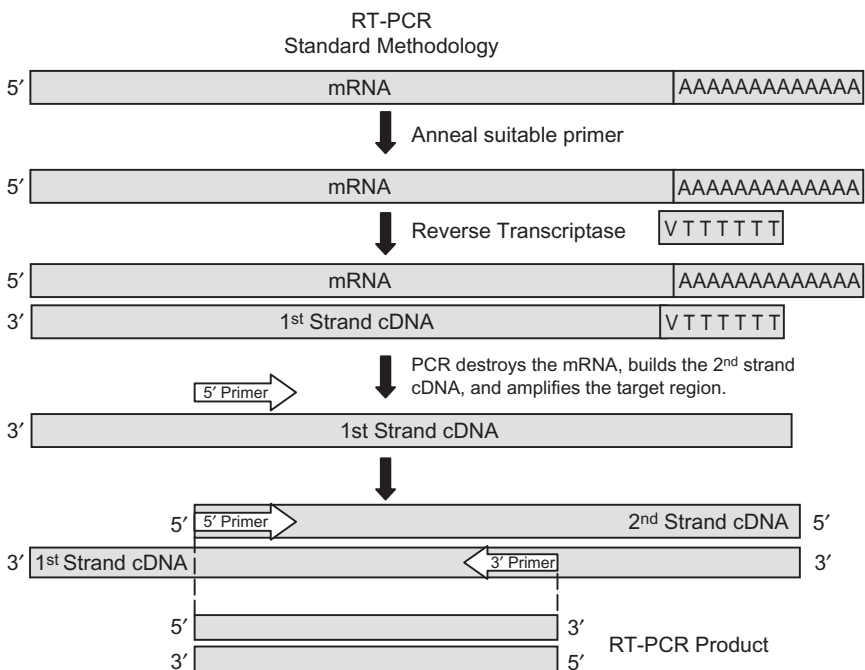 RT-PCR
Standard Methodology
5′ mRNA AAAAAAAAAAAAA
Anneal suitable primer
5′ mRNA AAAAAAAAAAAAA
Reverse Transcriptase V T T T T T T
5′ mRNA AAAAAAAAAAAAA
3′ 1st Strand cDNA V T T T T T T
PCR destroys the mRNA, builds the 2nd strand
cDNA, and amplifies the target region.
5′ Primer
3′ 1st Strand cDNA
5′ 5′ Primer 2nd Strand cDNA 5′
3′ 1st Strand cDNA 3′ Primer 3′
5′ 3′
RT-PCR Product
3′ 5′